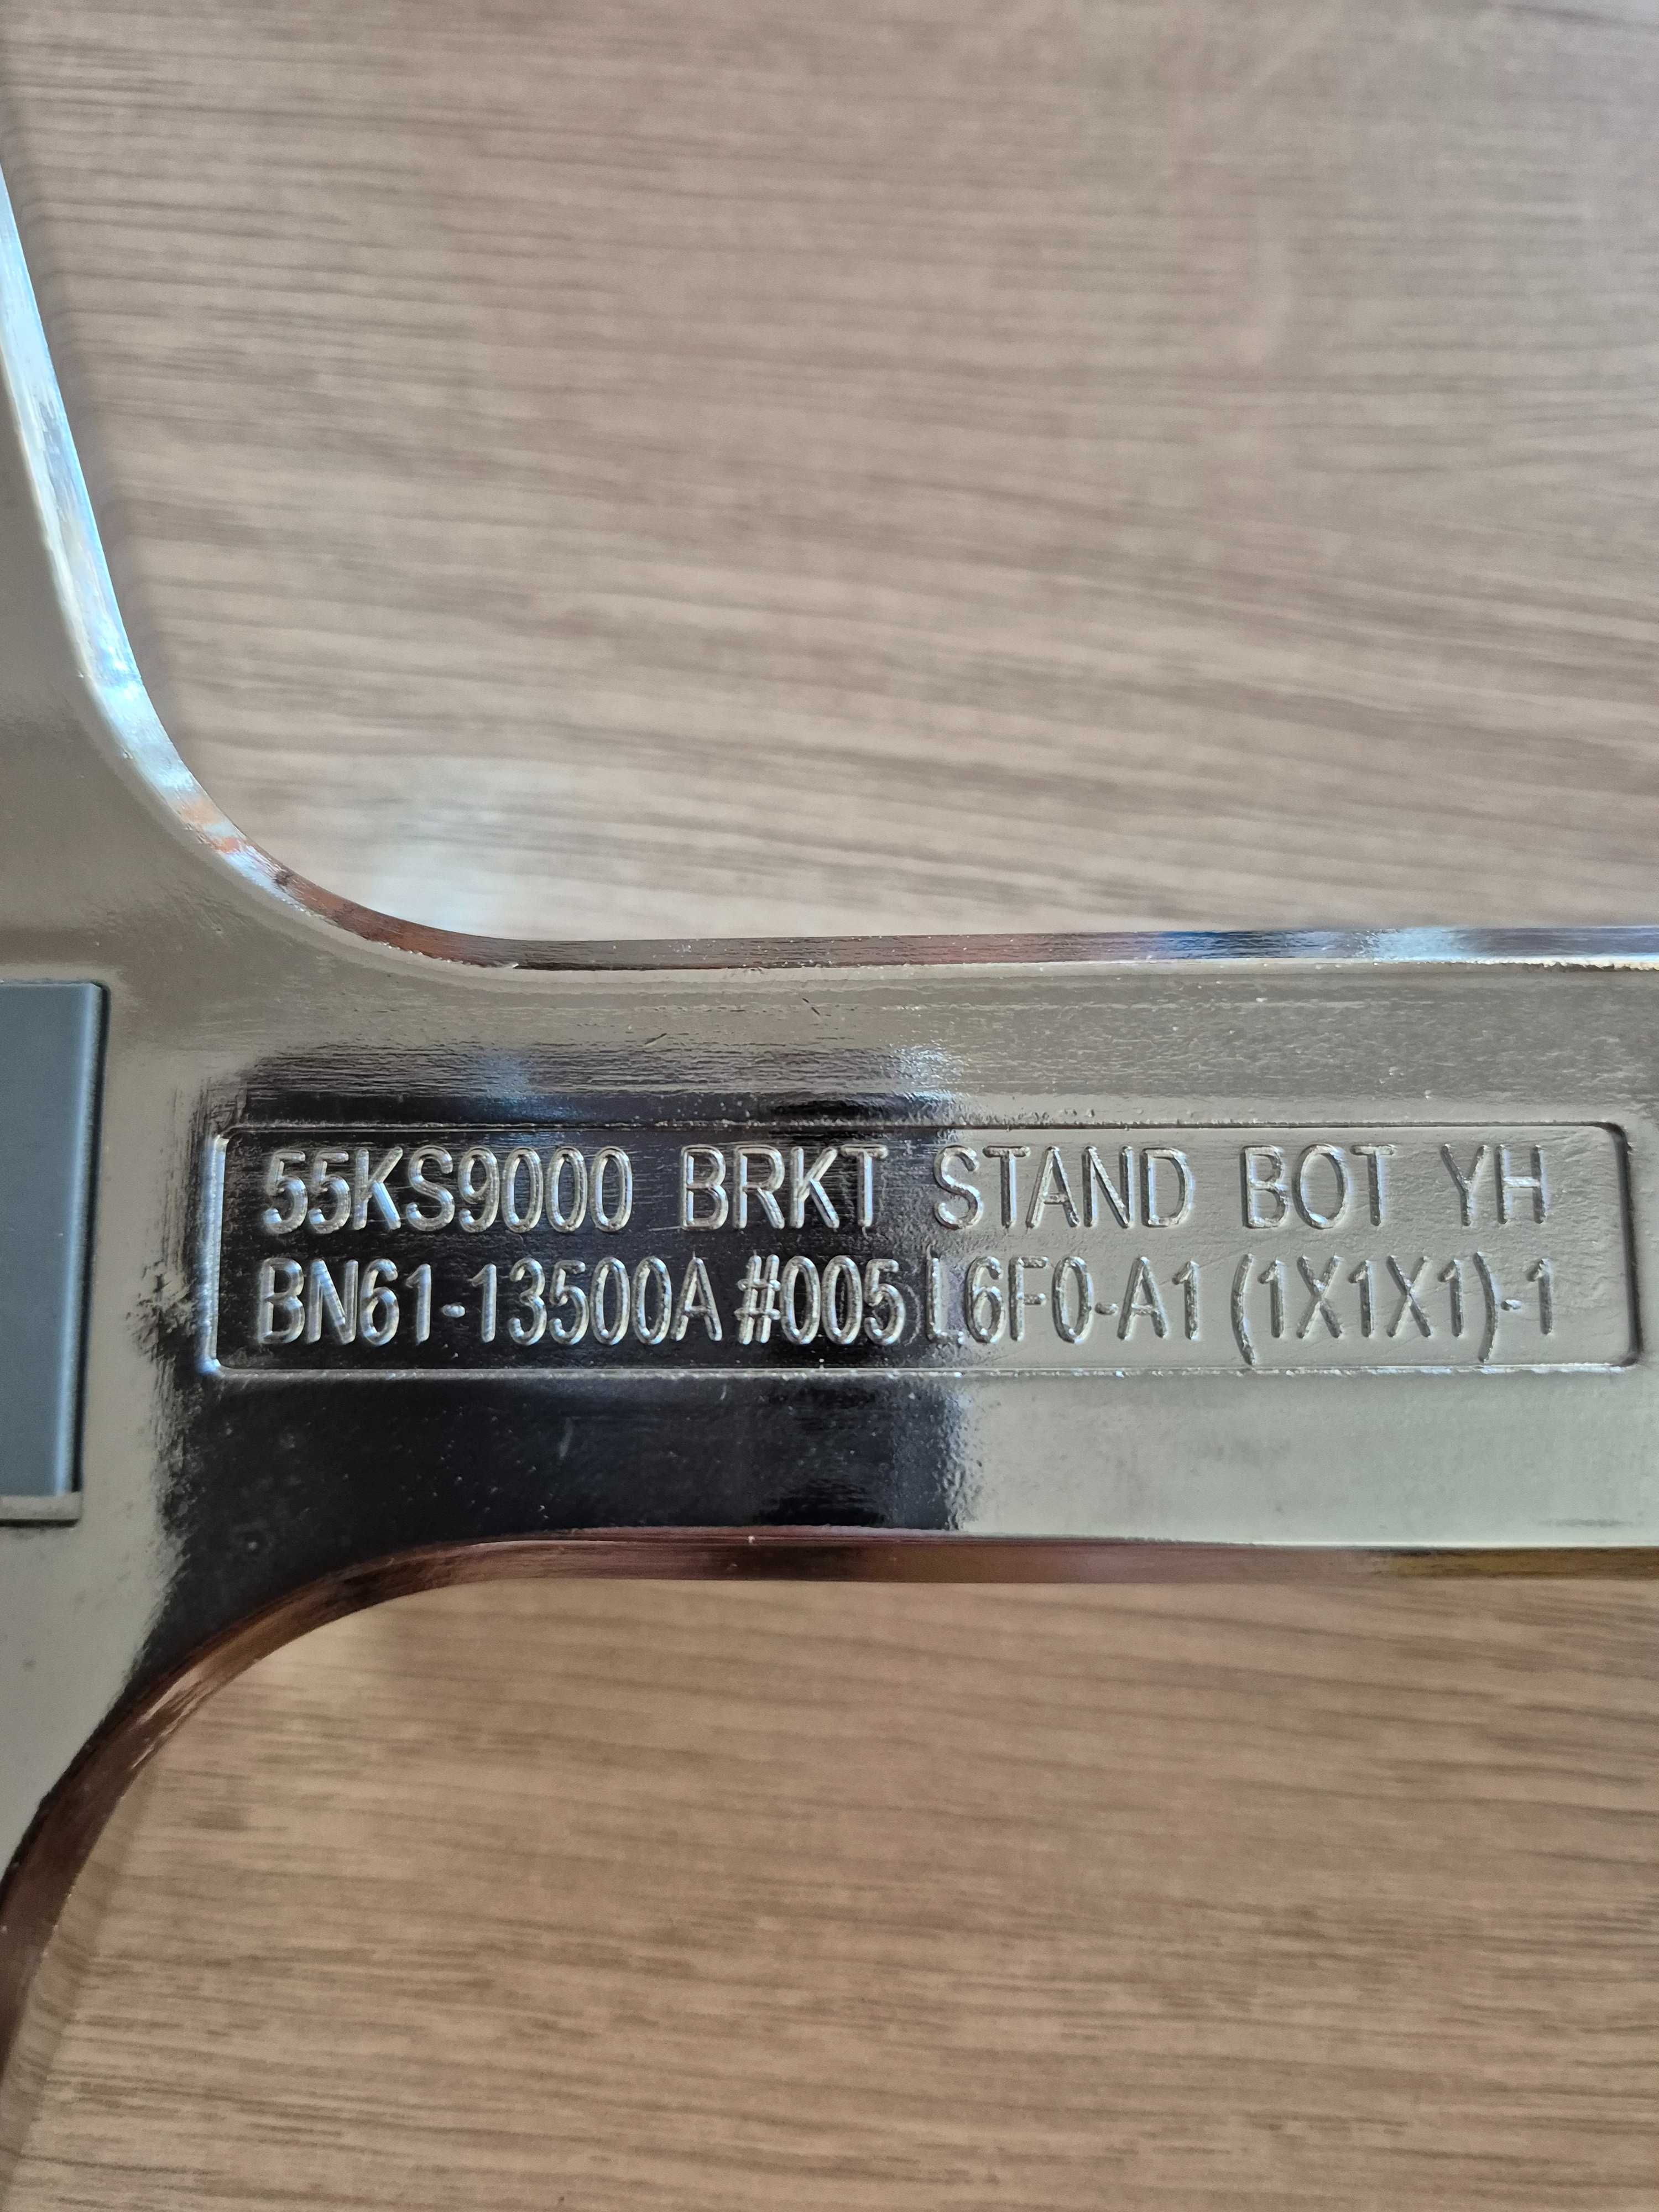 55KS9000 BRKT STAND BOT YH
BN61-13500A #005 L6F0-A1 (1X1X1)-1